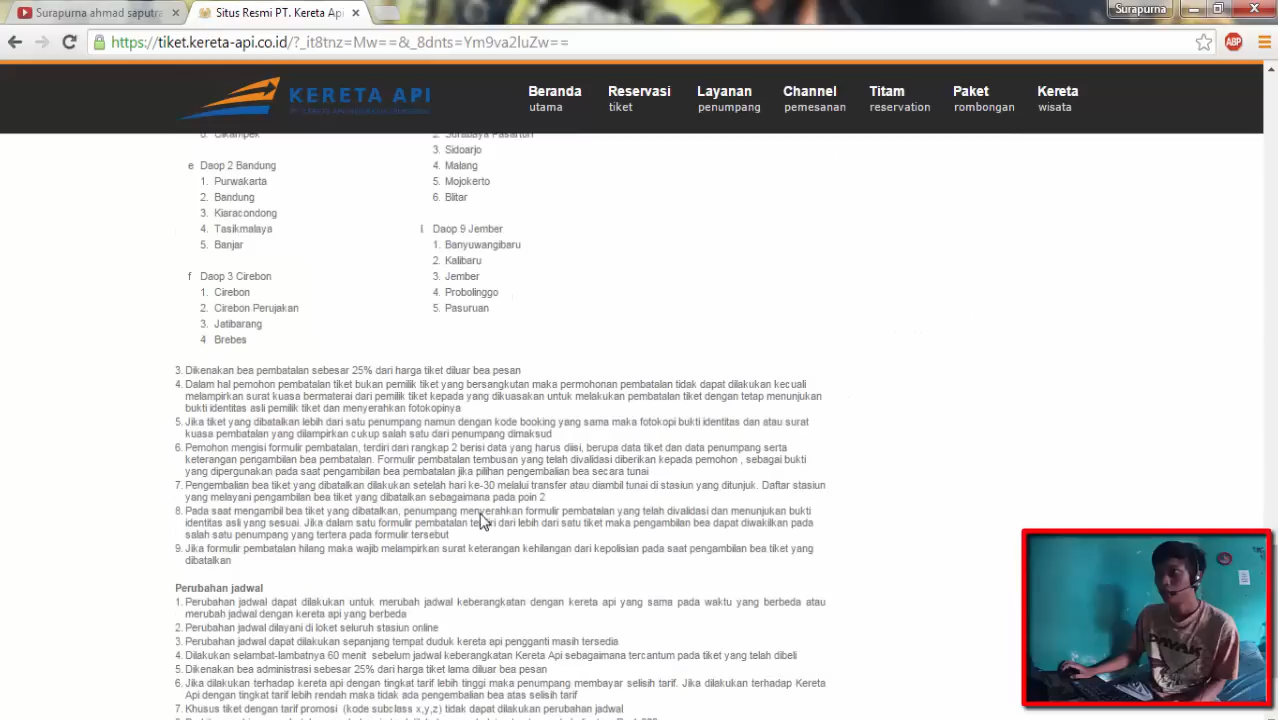 Surapurna ahmad saputra
Situs Resmi PT. Kereta Api
Surapurna
https://tiket.kereta-api.co.id/?_it8tnz=Mw==&_8dnts=Ym9va2luZw==
ABP
KERETA API
Beranda
utama
Reservasi
tiket
Layanan
penumpang
Channel
pemesanan
Titam
reservation
Paket
rombongan
Kereta
wisata
6. Cikampek
e Daop 2 Bandung
1. Purwakarta
2. Bandung
3. Kiaracondong
4. Tasikmalaya
5. Banjar
f Daop 3 Cirebon
1. Cirebon
2. Cirebon Perujakan
3. Jatibarang
4 Brebes
2. Surabaya Pasarturi
3. Sidoarjo
4. Malang
5. Mojokerto
6. Blitar
l. Daop 9 Jember
1. Banyuwangibaru
2. Kalibaru
3. Jember
4. Probolinggo
5. Pasuruan
3. Dikenakan bea pembatalan sebesar 25% dari harga tiket diluar bea pesan
4. Dalam hal pemohon pembatalan tiket bukan pemilik tiket yang bersangkutan maka permohonan pembatalan tidak dapat dilakukan kecuali
melampirkan surat kuasa bermaterai dari pemilik tiket kepada yang dikuasakan untuk melakukan pembatalan tiket dengan tetap menunjukan
bukti identitas asli pemilik tiket dan menyerahkan fotokopinya
5. Jika tiket yang dibatalkan lebih dari satu penumpang namun dengan kode booking yang sama maka fotokopi bukti identitas dan atau surat
kuasa pembatalan yang dilampirkan cukup salah satu dari penumpang dimaksud
6. Pemohon mengisi formulir pembatalan, terdiri dari rangkap 2 berisi data yang harus diisi, berupa data tiket dan data penumpang serta
keterangan pengambilan bea pembatalan. Formulir pembatalan tembusan yang telah divalidasi diberikan kepada pemohon , sebagai bukti
yang dipergunakan pada saat pengambilan bea pembatalan jika pilihan pengembalian bea secara tunai
7. Pengembalian bea tiket yang dibatalkan dilakukan setelah hari ke-30 melalui transfer atau diambil tunai di stasiun yang ditunjuk. Daftar stasiun
yang melayani pengambilan bea tiket yang dibatalkan sebagaimana pada poin 2
8. Pada saat mengambil bea tiket yang dibatalkan, penumpang menyerahkan formulir pembatalan yang telah divalidasi dan menunjukan bukti
identitas asli yang sesuai. Jika dalam satu formulir pembatalan terdiri dari lebih dari satu tiket maka pengambilan bea dapat diwakilkan pada
salah satu penumpang yang tertera pada formulir tersebut
9. Jika formulir pembatalan hilang maka wajib melampirkan surat keterangan kehilangan dari kepolisian pada saat pengambilan bea tiket yang
dibatalkan
Perubahan jadwal
1. Perubahan jadwal dapat dilakukan untuk merubah jadwal keberangkatan dengan kereta api yang sama pada waktu yang berbeda atau
merubah jadwal dengan kereta api yang berbeda
2. Perubahan jadwal dilayani di loket seluruh stasiun online
3. Perubahan jadwal dapat dilakukan sepanjang tempat duduk kereta api pengganti masih tersedia
4. Dilakukan selambat-lambatnya 60 menit sebelum jadwal keberangkatan Kereta Api sebagaimana tercantum pada tiket yang telah dibeli
5. Dikenakan bea administrasi sebesar 25% dari harga tiket lama diluar bea pesan
6. Jika dilakukan terhadap kereta api dengan tingkat tarif lebih tinggi maka penumpang membayar selisih tarif. Jika dilakukan terhadap Kereta
Api dengan tingkat tarif lebih rendah maka tidak ada pengembalian bea atas selisih tarif
7. Khusus tiket dengan tarif promosi (kode subclass x,y,z) tidak dapat dilakukan perubahan jadwal